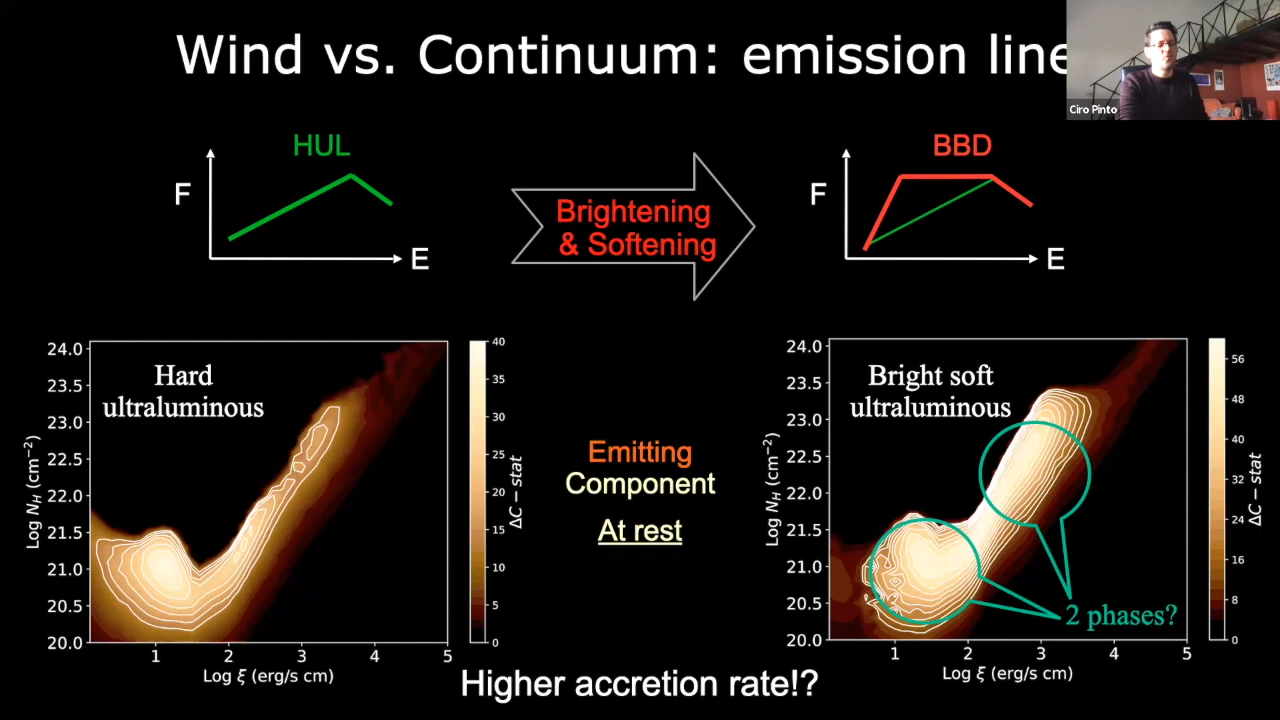 Wind vs. Continuum: emission line
Ciro Pinto
HUL
F
E
Brightening
& Softening
BBD
F
E
Hard
ultraluminous
24.0
23.5
23.0
22.5
22.0
21.5
21.0
20.5
20.0
Log N_H (cm⁻²)
1 2 3 4 5
Log ξ (erg/s cm)
40
35
30
25
20
15
10
5
0
ΔC − stat
Emitting
Component
At rest
Bright soft
ultraluminous
24.0
23.5
23.0
22.5
22.0
21.5
21.0
20.5
20.0
Log N_H (cm⁻²)
1 2 3 4 5
Log ξ (erg/s cm)
2 phases?
56
48
40
32
24
16
8
0
ΔC − stat
Higher accretion rate!?